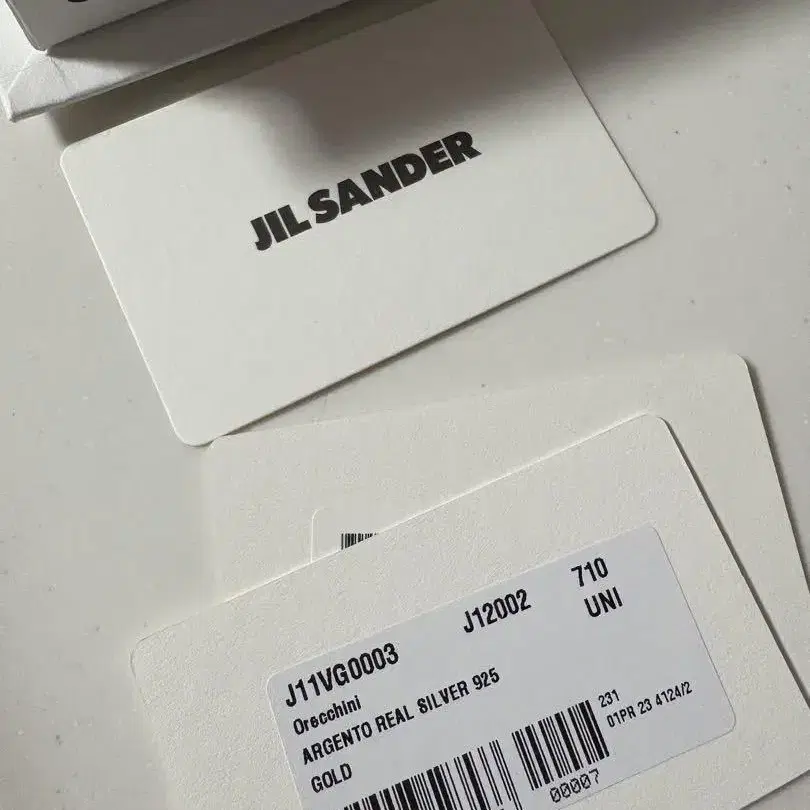 JIL SANDER
J11VG0003 J12002 710
Orecchini UNI
ARGENTO REAL SILVER 925
GOLD
231
01PR 23 4124/2
00007